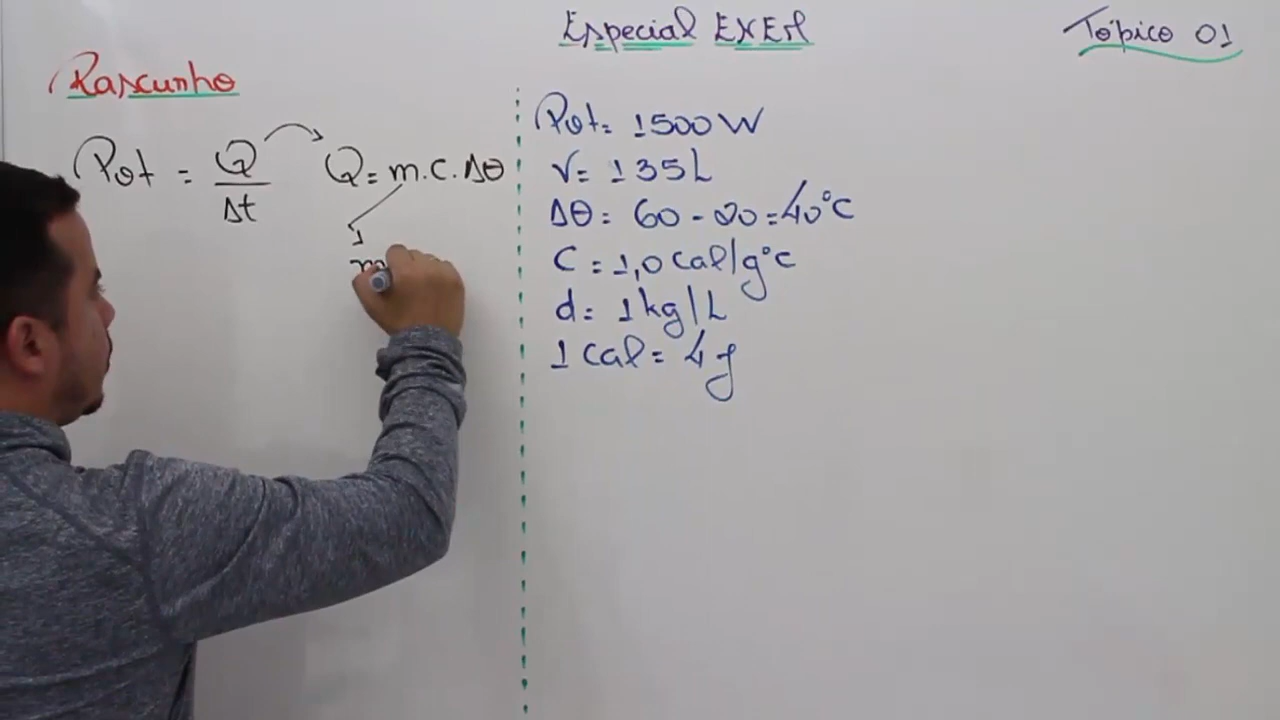 Especial ENEM
Tópico 01
Rascunho
Pot = Q/Δt
Q = m.c.Δθ
m
Pot = 1500 W
V = 135 L
Δθ = 60 - 20 = 40°C
C = 1,0 cal/g°c
d = 1 kg/L
1 cal = 4 J